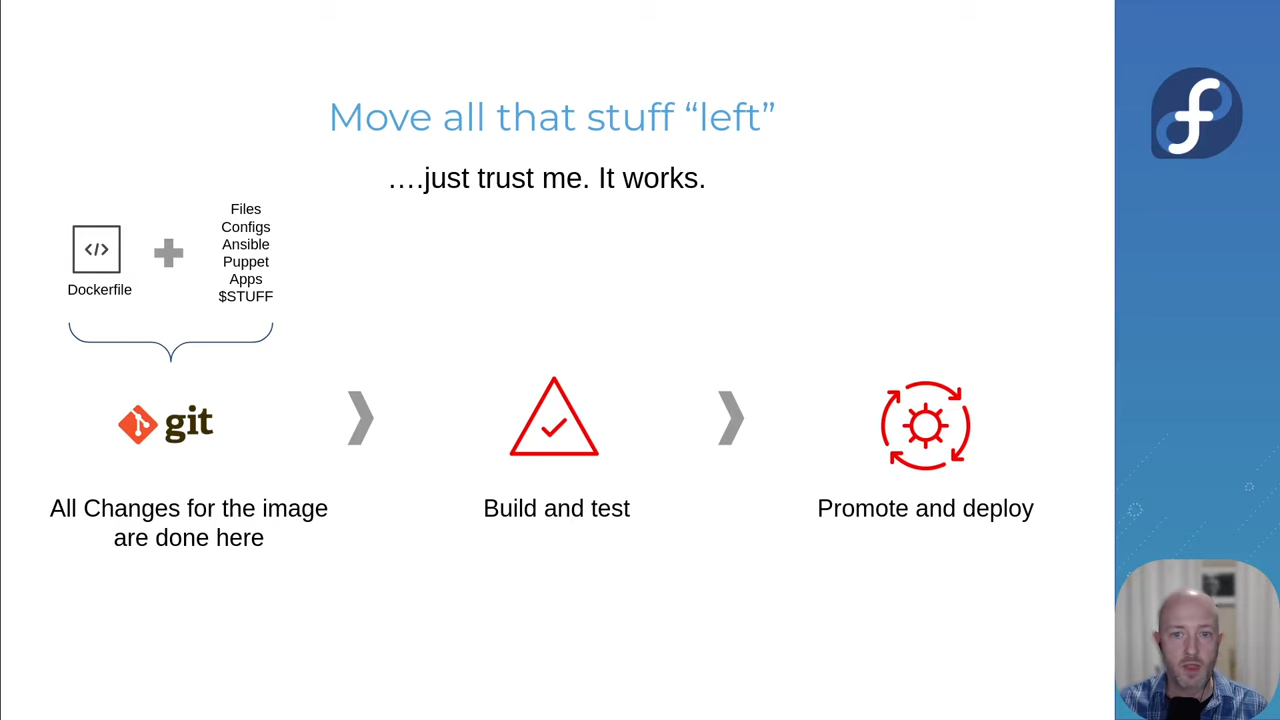 Move all that stuff “left”
….just trust me. It works.
Files
Configs
Ansible
Puppet
Apps
$STUFF
Dockerfile
git
All Changes for the image
are done here
Build and test
Promote and deploy